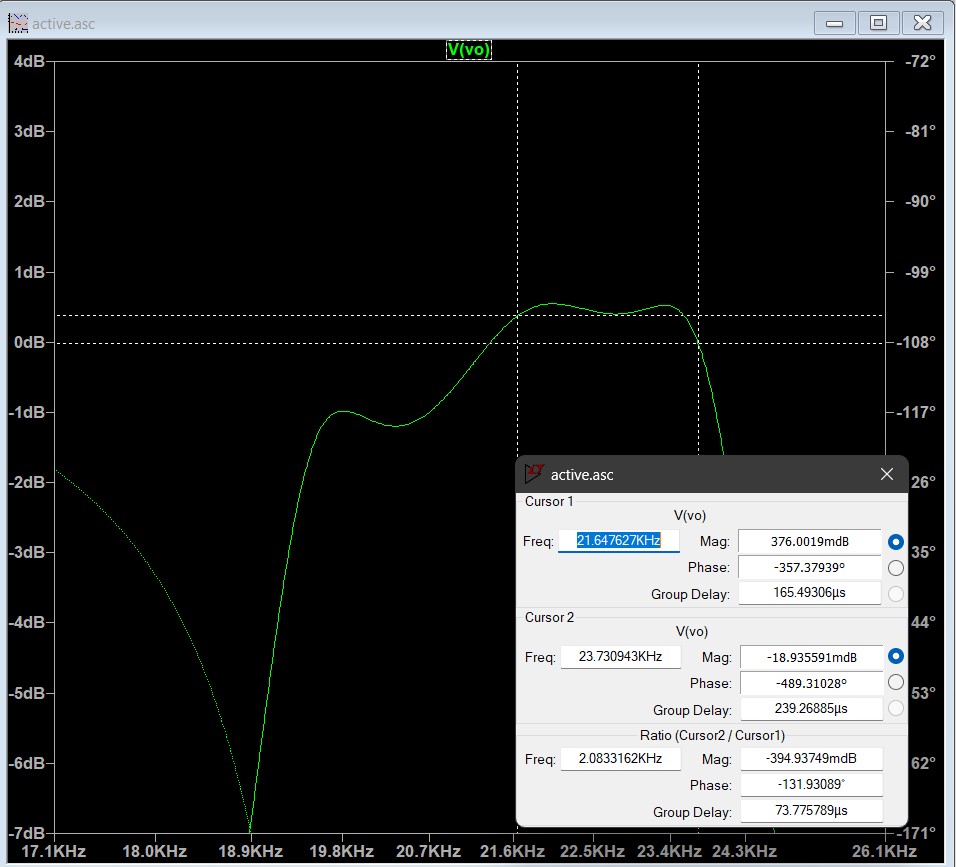 active.asc
V(vo)
4dB
-72°
3dB
-81°
2dB
-90°
1dB
-99°
0dB
-108°
-1dB
-117°
-2dB
26°
-3dB
35°
-4dB
44°
-5dB
53°
-6dB
62°
-7dB
-171°
17.1KHz 18.0KHz 18.9KHz 19.8KHz 20.7KHz 21.6KHz 22.5KHz 23.4KHz 24.3KHz 26.1KHz
active.asc
Cursor 1
V(vo)
Freq: 21.647627KHz Mag: 376.0019mdB
Phase: -357.37939°
Group Delay: 165.49306µs
Cursor 2
V(vo)
Freq: 23.730943KHz Mag: -18.935591mdB
Phase: -489.31028°
Group Delay: 239.26885µs
Ratio (Cursor2 / Cursor1)
Freq: 2.0833162KHz Mag: -394.93749mdB
Phase: -131.93089°
Group Delay: 73.775789µs